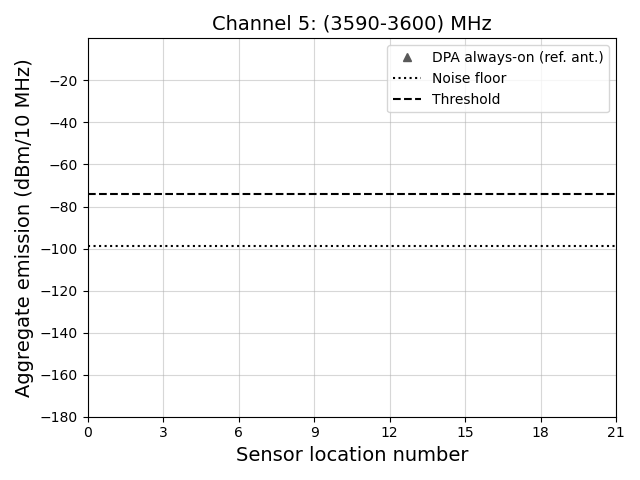 Channel 5: (3590-3600) MHz
DPA always-on (ref. ant.)
Noise floor
Threshold
Aggregate emission (dBm/10 MHz)
−20
−40
−60
−80
−100
−120
−140
−160
−180
0 3 6 9 12 15 18 21
Sensor location number